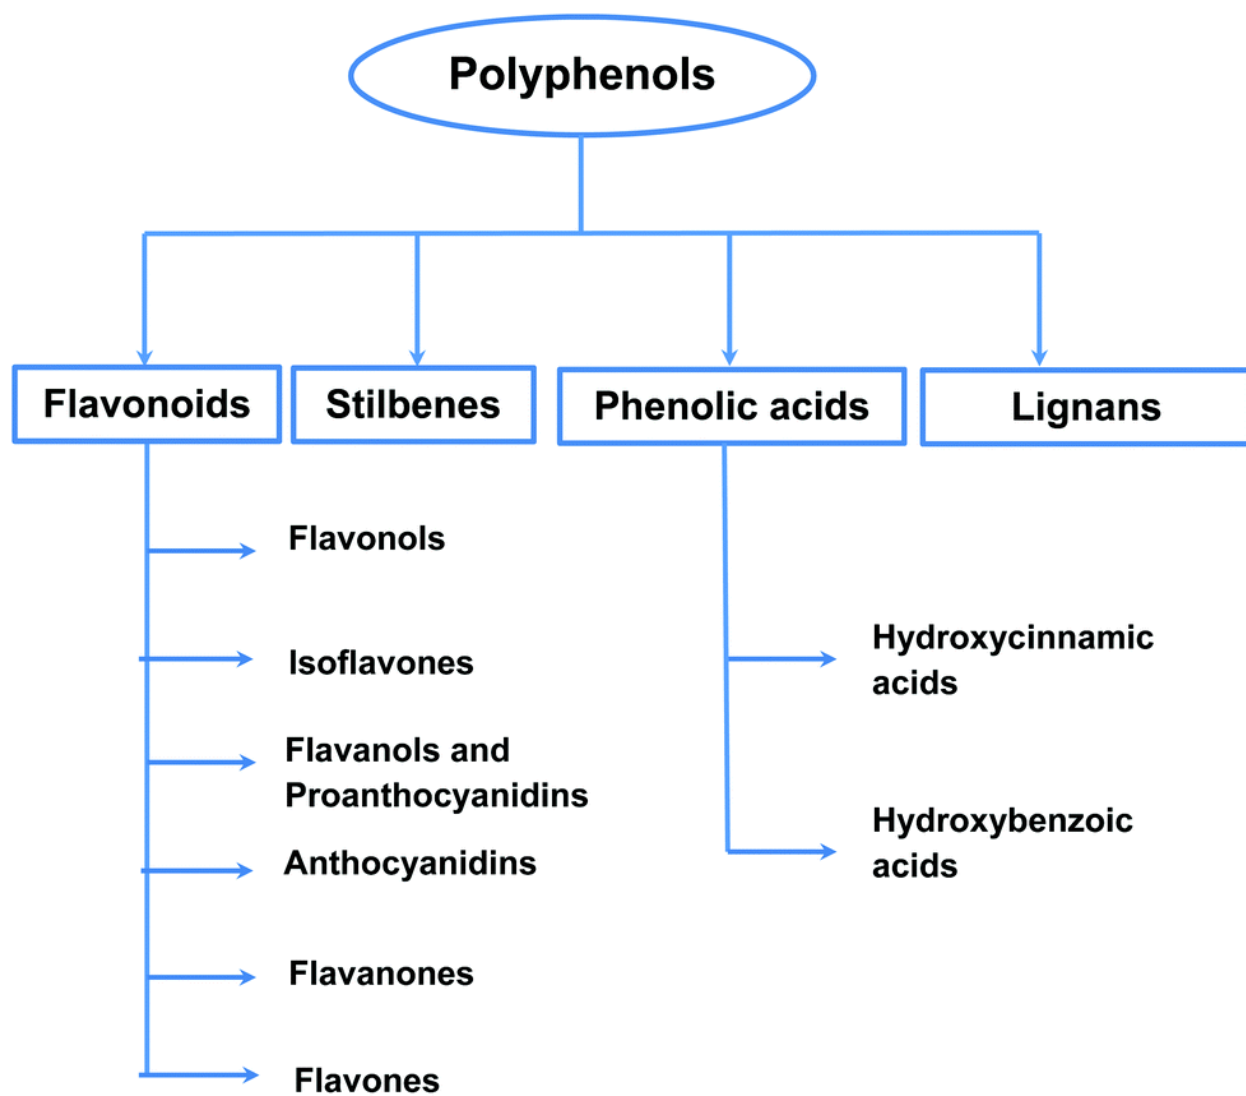 Polyphenols
Flavonoids
Stilbenes
Phenolic acids
Lignans
Flavonols
Isoflavones
Flavanols and
Proanthocyanidins
Anthocyanidins
Flavanones
Flavones
Hydroxycinnamic
acids
Hydroxybenzoic
acids